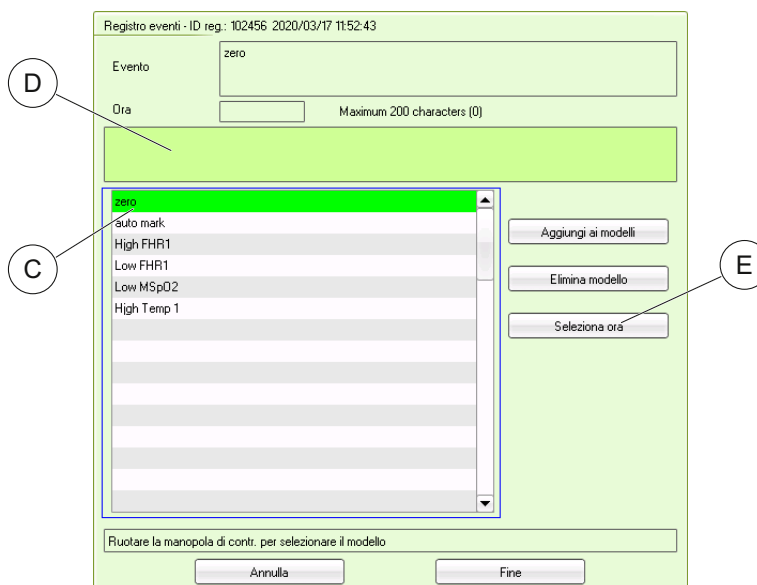 Registro eventi - ID reg.: 102456 2020/03/17 11:52:43
Evento
zero
D
Ora
Maximum 200 characters (0)
zero
auto mark
High FHR1
Low FHR1
Low MSpO2
High Temp 1
C
Aggiungi ai modelli
Elimina modello
Seleziona ora
E
Ruotare la manopola di contr. per selezionare il modello
Annulla
Fine